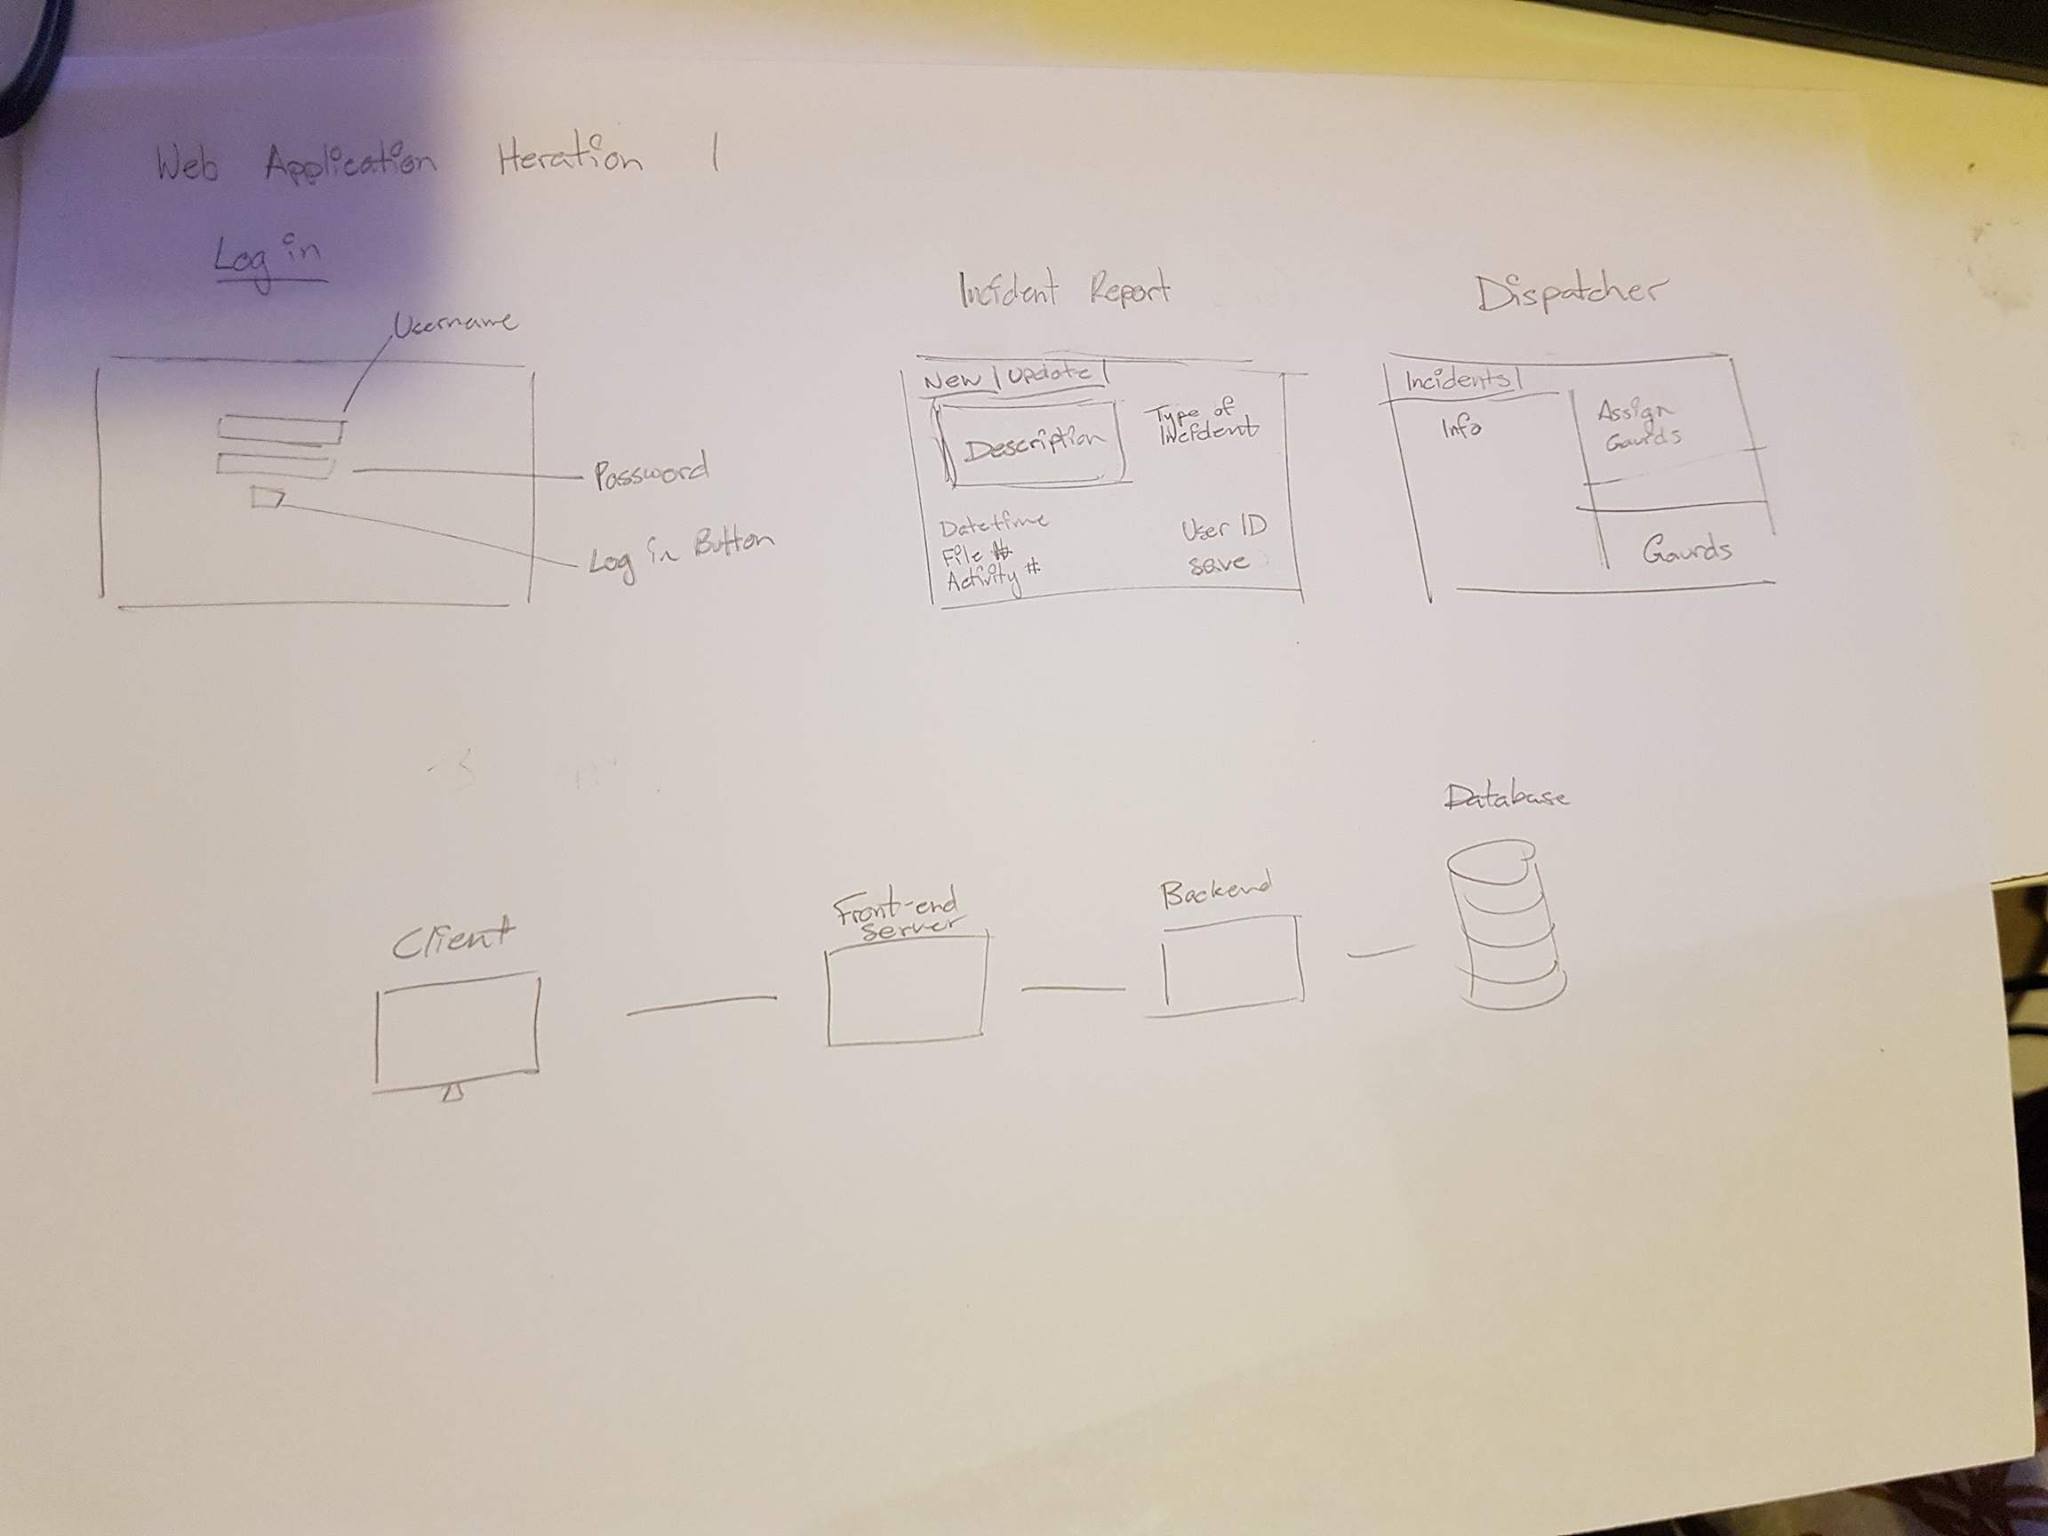 Web Application Iteration 1
Log in
Username
Password
Log in Button
Incident Report
New | Update |
Description
Type of
Incident
Datetime
File #
Activity #
User ID
save
Dispatcher
Incidents |
Info
Assign
Gaurds
Gaurds
Client
Front-end
Server
Backend
Database